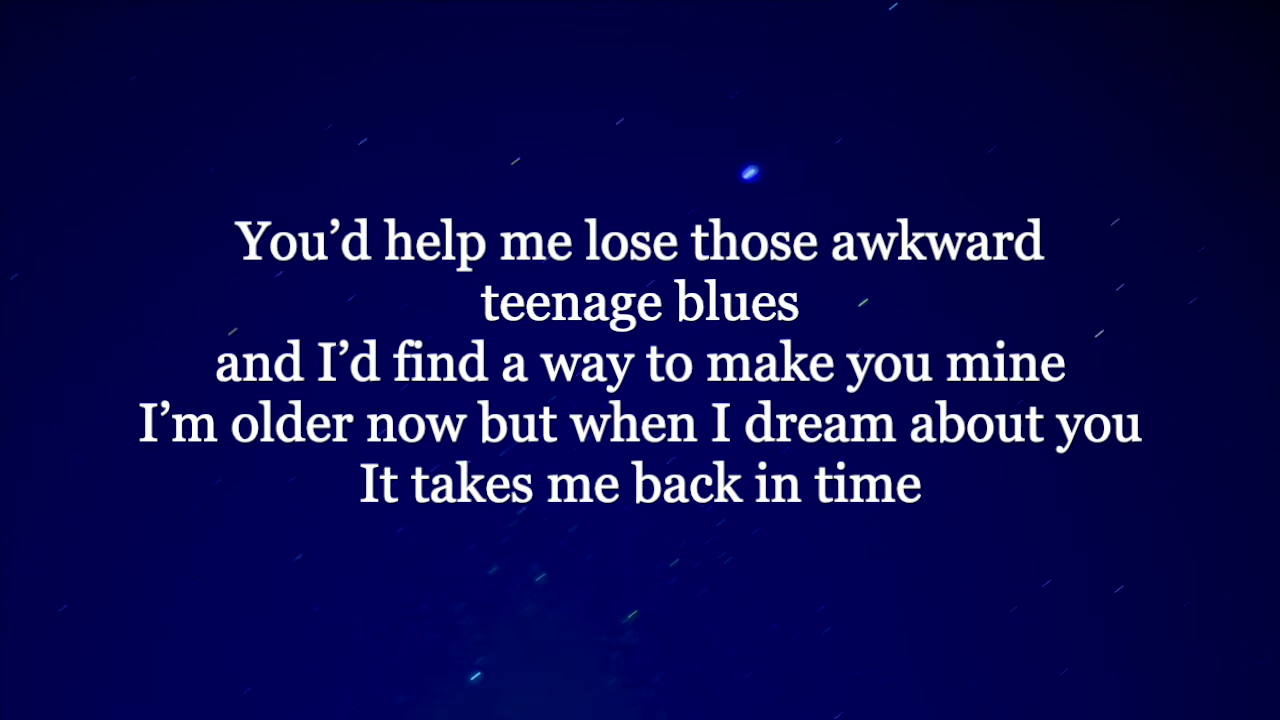 You’d help me lose those awkward
teenage blues
and I’d find a way to make you mine
I’m older now but when I dream about you
It takes me back in time